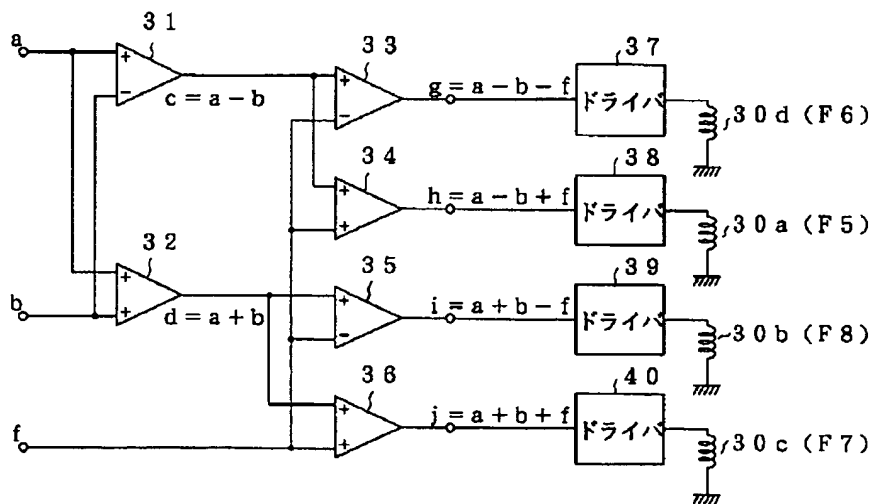 a
31
+
−
c=a−b
33
+
−
g=a−b−f
37
ドライバ
30d (F6)
34
+
+
h=a−b+f
38
ドライバ
30a (F5)
b
32
+
+
d=a+b
35
+
−
i=a+b−f
39
ドライバ
30b (F8)
f
36
+
+
j=a+b+f
40
ドライバ
30c (F7)